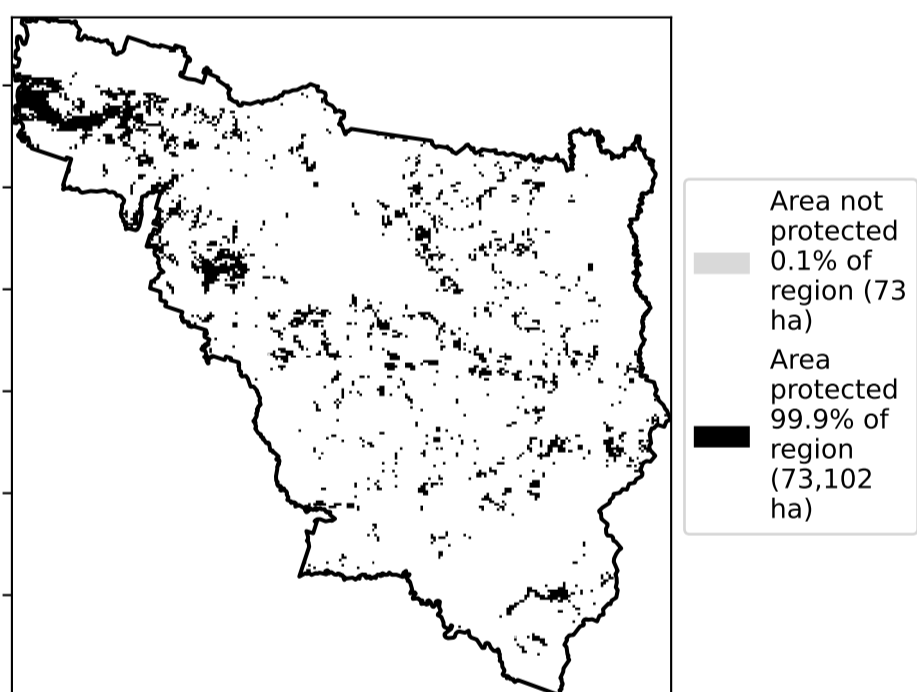 Area not
protected
0.1% of
region (73
ha)
Area
protected
99.9% of
region
(73,102
ha)